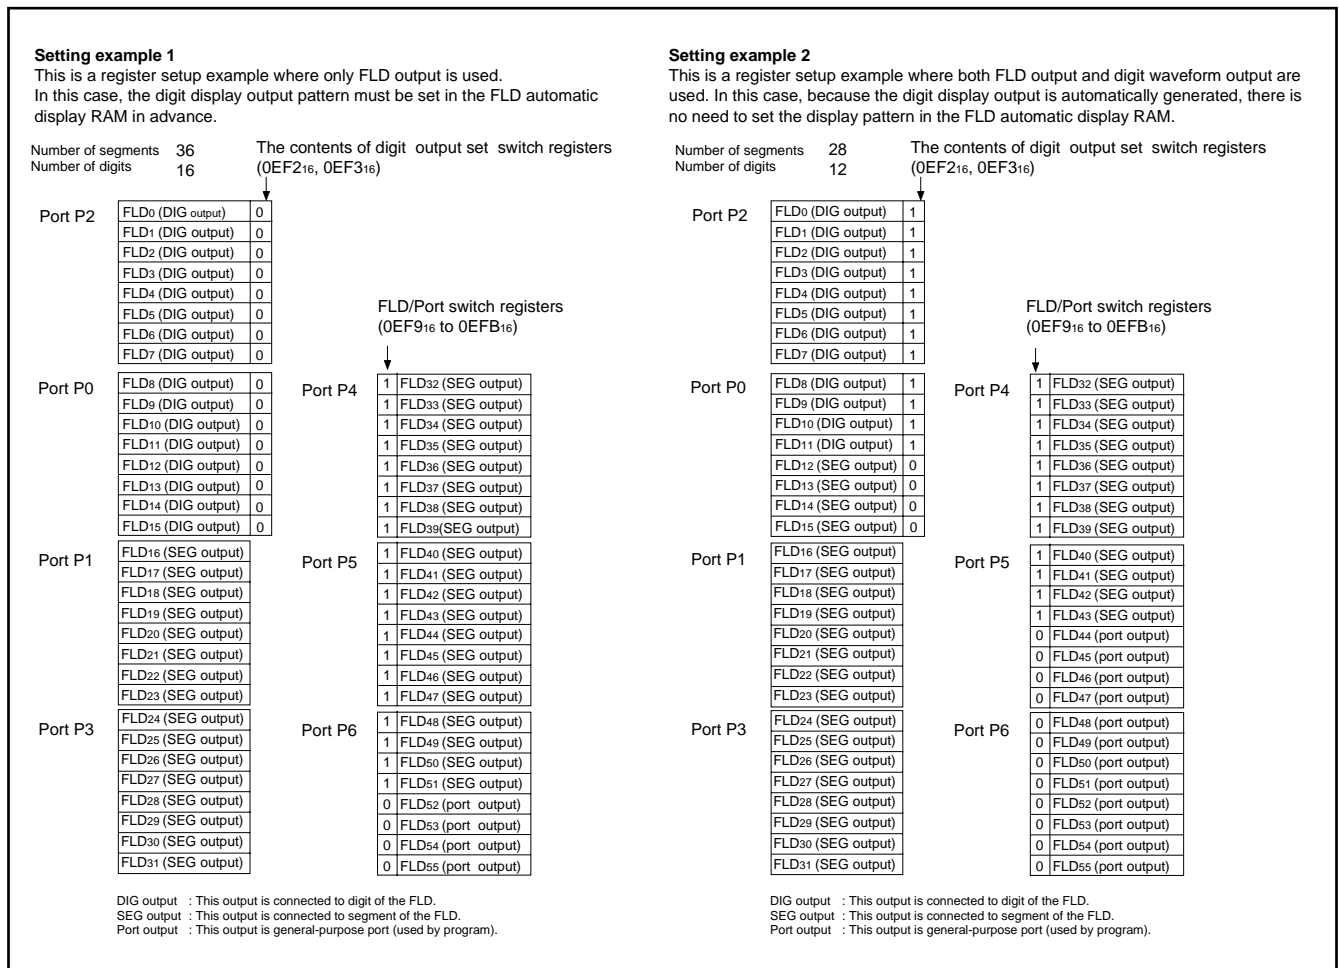 Setting example 1
This is a register setup example where only FLD output is used.
In this case, the digit display output pattern must be set in the FLD automatic
display RAM in advance.
Number of segments 36
Number of digits 16
The contents of digit output set switch registers
(0EF216, 0EF316)
Port P2
FLD0 (DIG output) 0
FLD1 (DIG output) 0
FLD2 (DIG output) 0
FLD3 (DIG output) 0
FLD4 (DIG output) 0
FLD5 (DIG output) 0
FLD6 (DIG output) 0
FLD7 (DIG output) 0
Port P0
FLD8 (DIG output) 0
FLD9 (DIG output) 0
FLD10 (DIG output) 0
FLD11 (DIG output) 0
FLD12 (DIG output) 0
FLD13 (DIG output) 0
FLD14 (DIG output) 0
FLD15 (DIG output) 0
Port P1
FLD16 (SEG output)
FLD17 (SEG output)
FLD18 (SEG output)
FLD19 (SEG output)
FLD20 (SEG output)
FLD21 (SEG output)
FLD22 (SEG output)
FLD23 (SEG output)
Port P3
FLD24 (SEG output)
FLD25 (SEG output)
FLD26 (SEG output)
FLD27 (SEG output)
FLD28 (SEG output)
FLD29 (SEG output)
FLD30 (SEG output)
FLD31 (SEG output)
FLD/Port switch registers
(0EF916 to 0EFB16)
Port P4
1 FLD32 (SEG output)
1 FLD33 (SEG output)
1 FLD34 (SEG output)
1 FLD35 (SEG output)
1 FLD36 (SEG output)
1 FLD37 (SEG output)
1 FLD38 (SEG output)
1 FLD39(SEG output)
Port P5
1 FLD40 (SEG output)
1 FLD41 (SEG output)
1 FLD42 (SEG output)
1 FLD43 (SEG output)
1 FLD44 (SEG output)
1 FLD45 (SEG output)
1 FLD46 (SEG output)
1 FLD47 (SEG output)
Port P6
1 FLD48 (SEG output)
1 FLD49 (SEG output)
1 FLD50 (SEG output)
1 FLD51 (SEG output)
0 FLD52 (port output)
0 FLD53 (port output)
0 FLD54 (port output)
0 FLD55 (port output)
DIG output : This output is connected to digit of the FLD.
SEG output : This output is connected to segment of the FLD.
Port output : This output is general-purpose port (used by program).
Setting example 2
This is a register setup example where both FLD output and digit waveform output are
used. In this case, because the digit display output is automatically generated, there is
no need to set the display pattern in the FLD automatic display RAM.
Number of segments 28
Number of digits 12
The contents of digit output set switch registers
(0EF216, 0EF316)
Port P2
FLD0 (DIG output) 1
FLD1 (DIG output) 1
FLD2 (DIG output) 1
FLD3 (DIG output) 1
FLD4 (DIG output) 1
FLD5 (DIG output) 1
FLD6 (DIG output) 1
FLD7 (DIG output) 1
Port P0
FLD8 (DIG output) 1
FLD9 (DIG output) 1
FLD10 (DIG output) 1
FLD11 (DIG output) 1
FLD12 (SEG output) 0
FLD13 (SEG output) 0
FLD14 (SEG output) 0
FLD15 (SEG output) 0
Port P1
FLD16 (SEG output)
FLD17 (SEG output)
FLD18 (SEG output)
FLD19 (SEG output)
FLD20 (SEG output)
FLD21 (SEG output)
FLD22 (SEG output)
FLD23 (SEG output)
Port P3
FLD24 (SEG output)
FLD25 (SEG output)
FLD26 (SEG output)
FLD27 (SEG output)
FLD28 (SEG output)
FLD29 (SEG output)
FLD30 (SEG output)
FLD31 (SEG output)
FLD/Port switch registers
(0EF916 to 0EFB16)
Port P4
1 FLD32 (SEG output)
1 FLD33 (SEG output)
1 FLD34 (SEG output)
1 FLD35 (SEG output)
1 FLD36 (SEG output)
1 FLD37 (SEG output)
1 FLD38 (SEG output)
1 FLD39 (SEG output)
Port P5
1 FLD40 (SEG output)
1 FLD41 (SEG output)
1 FLD42 (SEG output)
1 FLD43 (SEG output)
0 FLD44 (port output)
0 FLD45 (port output)
0 FLD46 (port output)
0 FLD47 (port output)
Port P6
0 FLD48 (port output)
0 FLD49 (port output)
0 FLD50 (port output)
0 FLD51 (port output)
0 FLD52 (port output)
0 FLD53 (port output)
0 FLD54 (port output)
0 FLD55 (port output)
DIG output : This output is connected to digit of the FLD.
SEG output : This output is connected to segment of the FLD.
Port output : This output is general-purpose port (used by program).